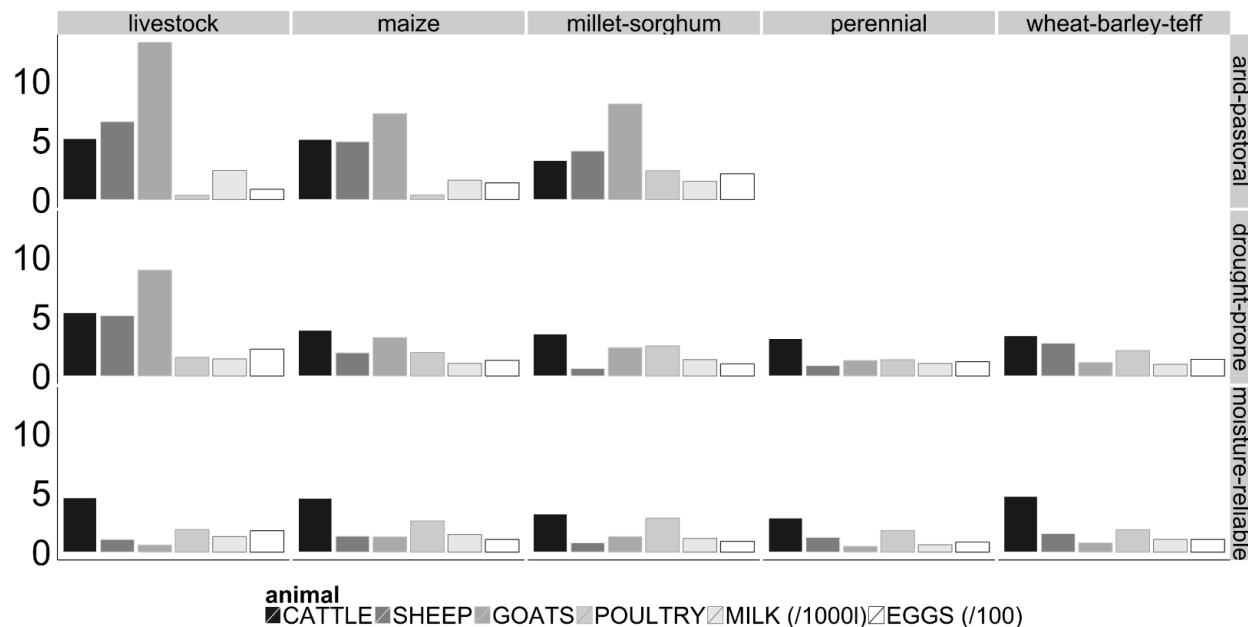 livestock maize millet-sorghum perennial wheat-barley-teff
10
5
0
arid-pastoral
10
5
0
drought-prone
10
5
0
moisture-reliable
animal
CATTLE SHEEP GOATS POULTRY MILK (/1000l) EGGS (/100)